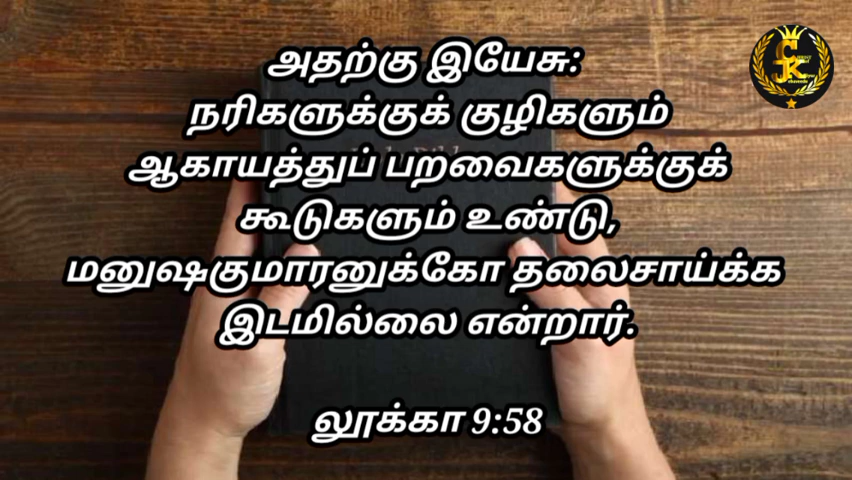 அதற்கு இயேசு:
நரிகளுக்குக் குழிகளும்
ஆகாயத்துப் பறவைகளுக்குக்
கூடுகளும் உண்டு,
மனுஷகுமாரனுக்கோ தலைசாய்க்க
இடமில்லை என்றார்.
லூக்கா 9:58